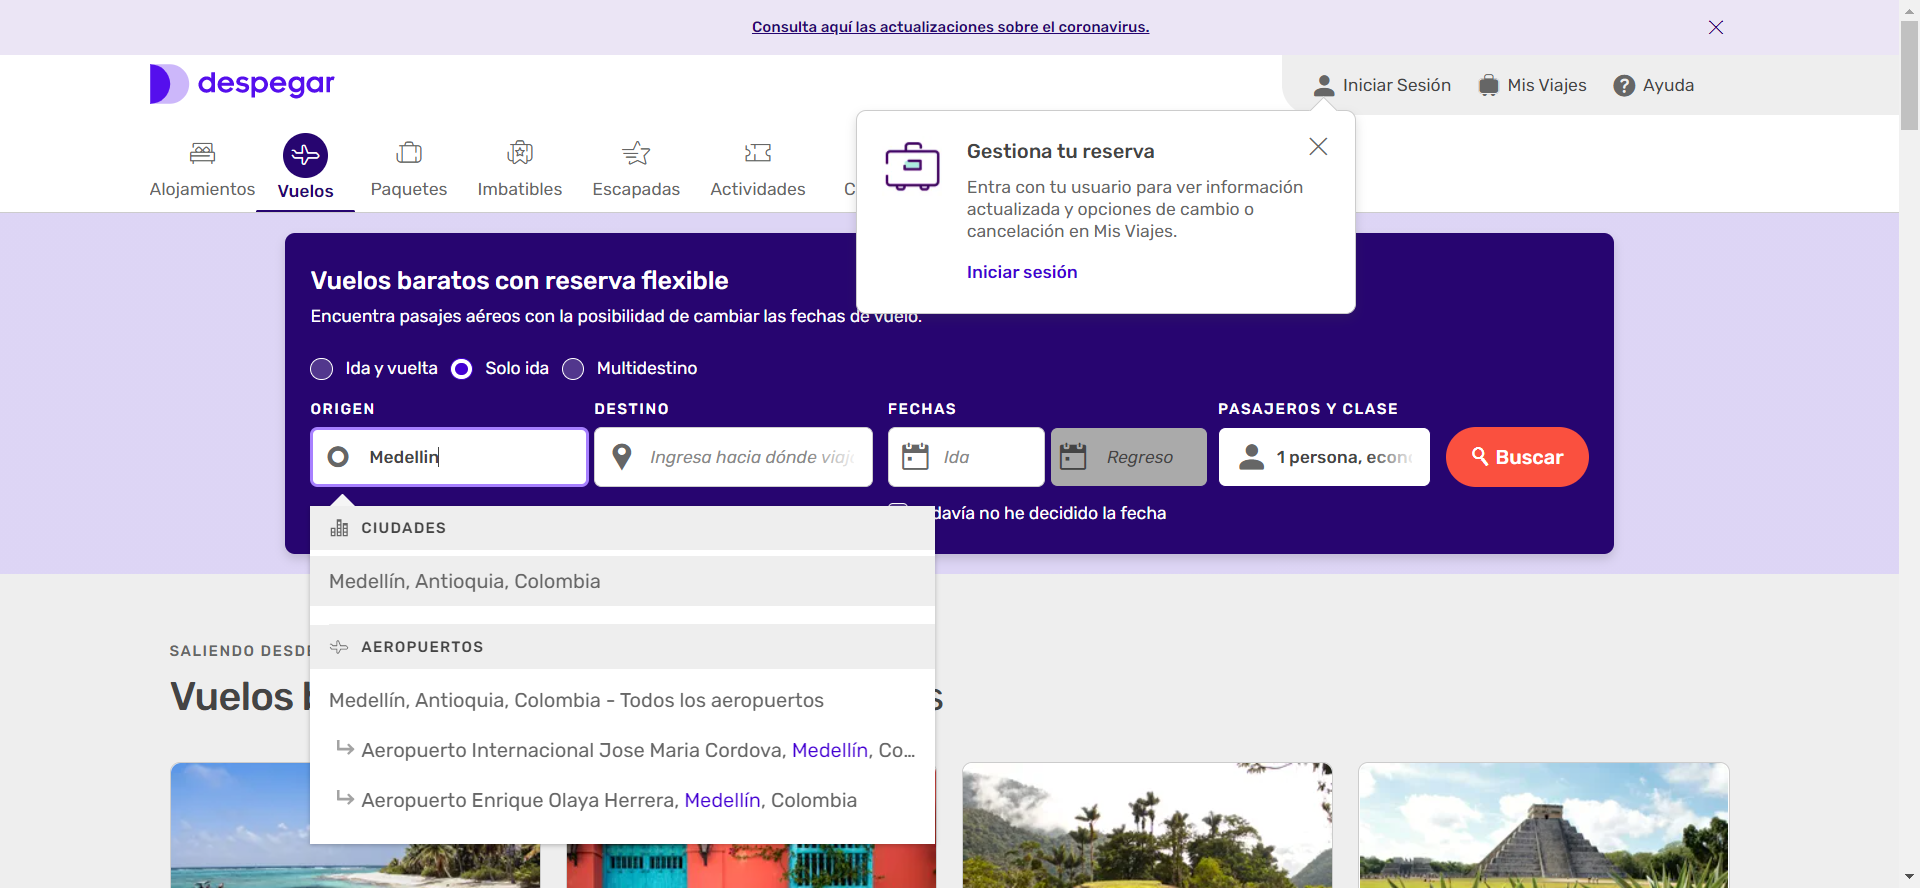 Consulta aquí las actualizaciones sobre el coronavirus.
despegar
Iniciar Sesión
Mis Viajes
? Ayuda
Alojamientos
Vuelos
Paquetes
Imbatibles
Escapadas
Actividades
C
Gestiona tu reserva
Entra con tu usuario para ver información
actualizada y opciones de cambio o
cancelación en Mis Viajes.
Iniciar sesión
Vuelos baratos con reserva flexible
Encuentra pasajes aéreos con la posibilidad de cambiar las fechas de vuelo.
Ida y vuelta
Solo ida
Multidestino
ORIGEN
DESTINO
FECHAS
PASAJEROS Y CLASE
Medellin
Ingresa hacia dónde viaj
Ida
Regreso
1 persona, econ
Buscar
davía no he decidido la fecha
CIUDADES
Medellín, Antioquia, Colombia
AEROPUERTOS
Medellín, Antioquia, Colombia - Todos los aeropuertos
Aeropuerto Internacional Jose Maria Cordova, Medellín, Co...
Aeropuerto Enrique Olaya Herrera, Medellín, Colombia
SALIENDO DESDE
Vuelos b
s